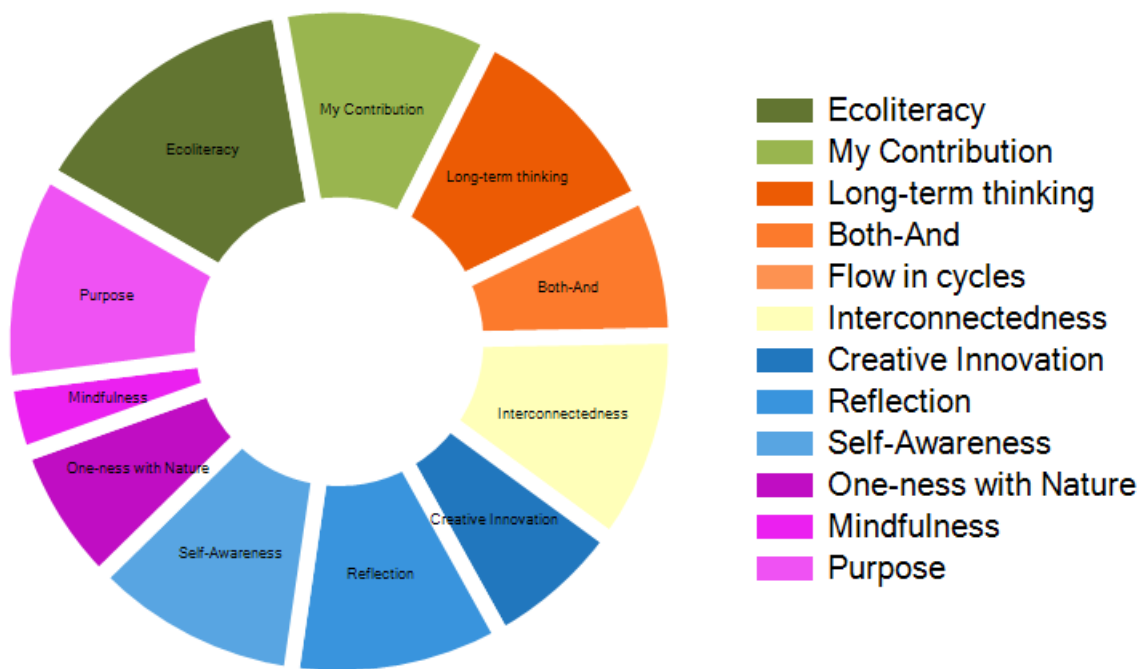 My Contribution
Ecoliteracy
Long-term thinking
Purpose
Both-And
Mindfulness
Interconnectedness
One-ness with Nature
Creative Innovation
Self-Awareness
Reflection
Ecoliteracy
My Contribution
Long-term thinking
Both-And
Flow in cycles
Interconnectedness
Creative Innovation
Reflection
Self-Awareness
One-ness with Nature
Mindfulness
Purpose